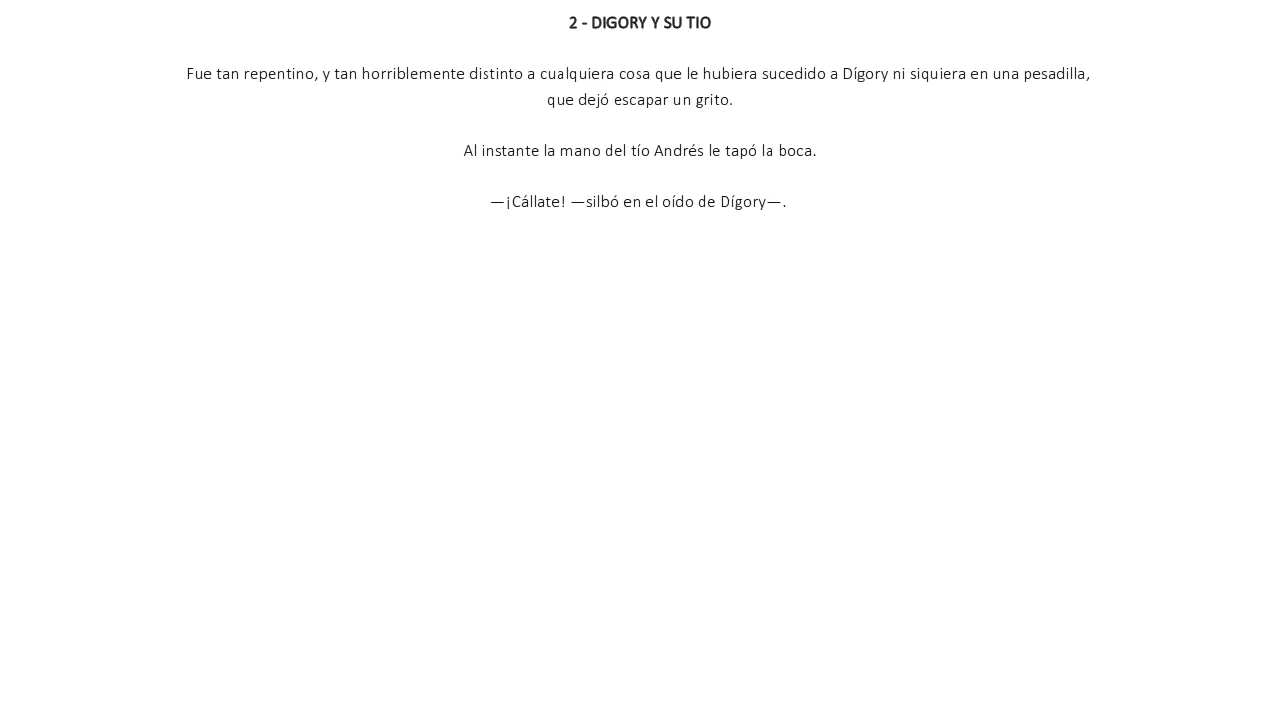 2 - DIGORY Y SU TIO
Fue tan repentino, y tan horriblemente distinto a cualquiera cosa que le hubiera sucedido a Dígory ni siquiera en una pesadilla,
que dejó escapar un grito.
Al instante la mano del tío Andrés le tapó la boca.
—¡Cállate! —silbó en el oído de Dígory—.